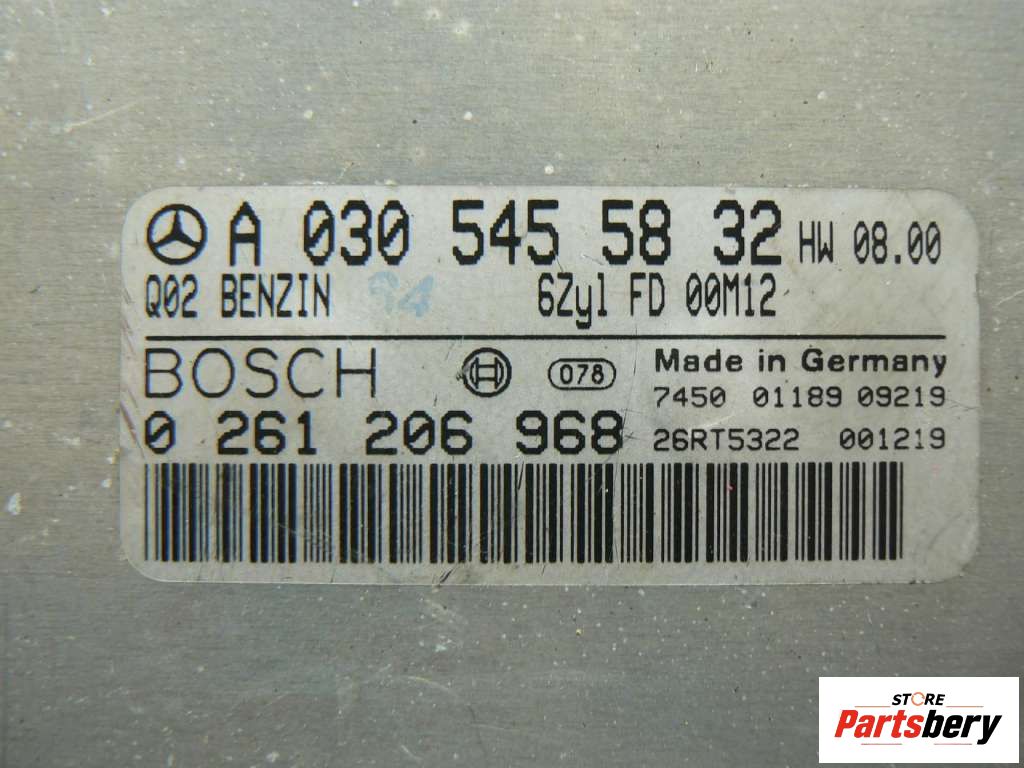 A 030 545 58 32 HW 08.00
Q02 BENZIN 94 6Zyl FD 00M12
BOSCH 078 Made in Germany
7450 01189 09219
0 261 206 968 26RT5322 001219
STORE
Partsbery